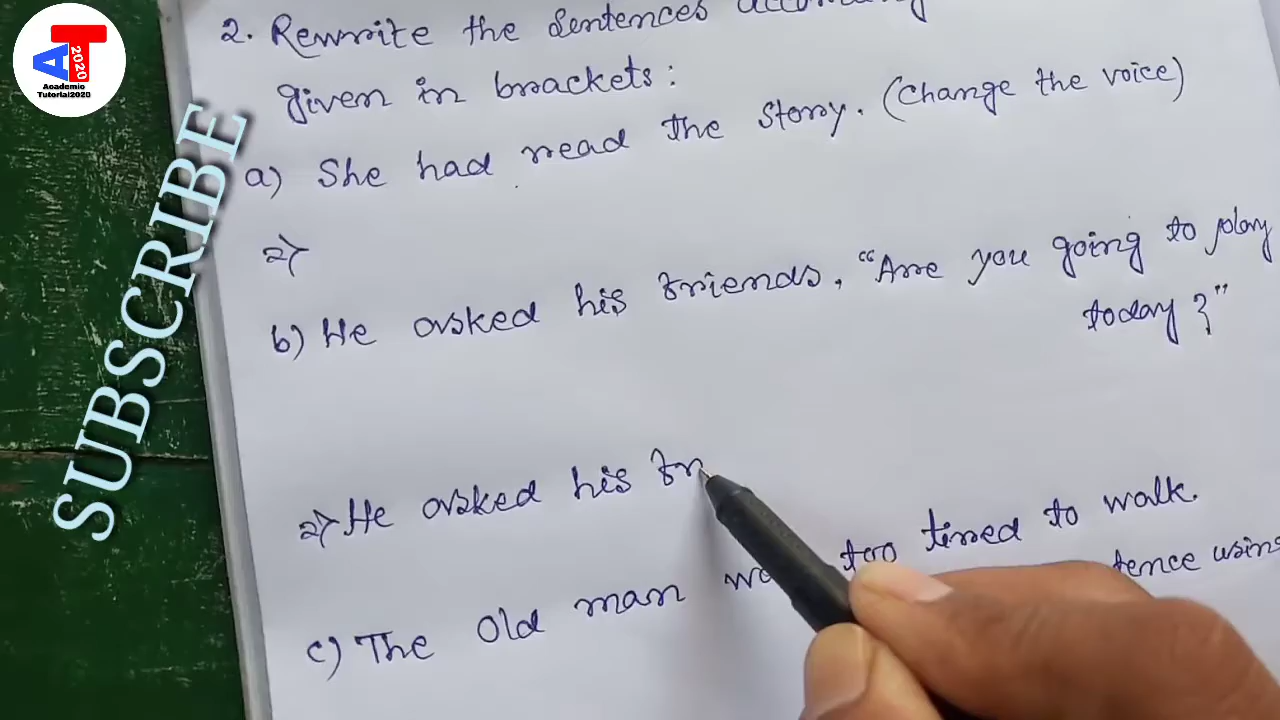 AT
2020
Academic
Tutorial2020
SUBSCRIBE
2. Rewrite the sentences
given in brackets:
a) She had read the story. (Change the voice)
b) He asked his friends, "Are you going to play
today?"
He asked his fr
c) The old man too tired to walk.
tence using